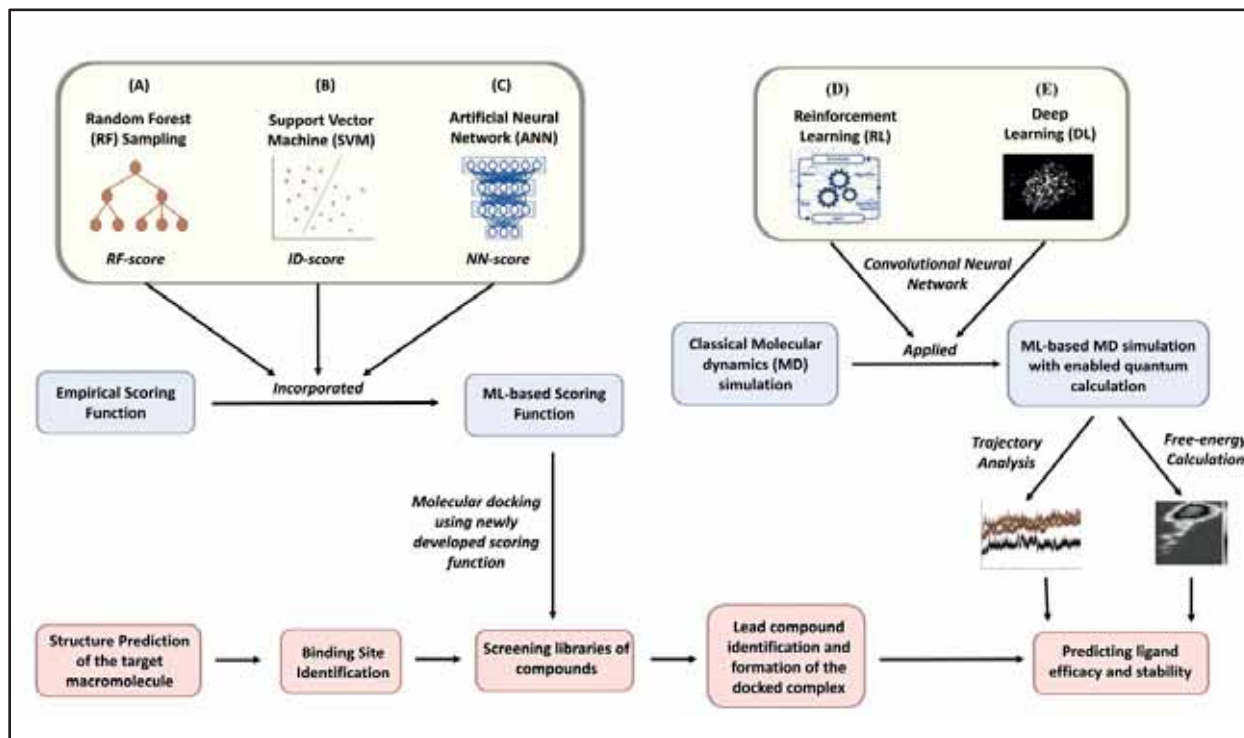 (A)
Random Forest
(RF) Sampling
RF-score
(B)
Support Vector
Machine (SVM)
ID-score
(C)
Artificial Neural
Network (ANN)
NN-score
(D)
Reinforcement
Learning (RL)
(E)
Deep
Learning (DL)
Convolutional Neural
Network
Empirical Scoring
Function
Incorporated
ML-based Scoring
Function
Classical Molecular
dynamics (MD)
simulation
Applied
ML-based MD simulation
with enabled quantum
calculation
Trajectory
Analysis
Free-energy
Calculation
Molecular docking
using newly
developed scoring
function
Structure Prediction
of the target
macromolecule
Binding Site
Identification
Screening libraries of
compounds
Lead compound
identification and
formation of the
docked complex
Predicting ligand
efficacy and stability